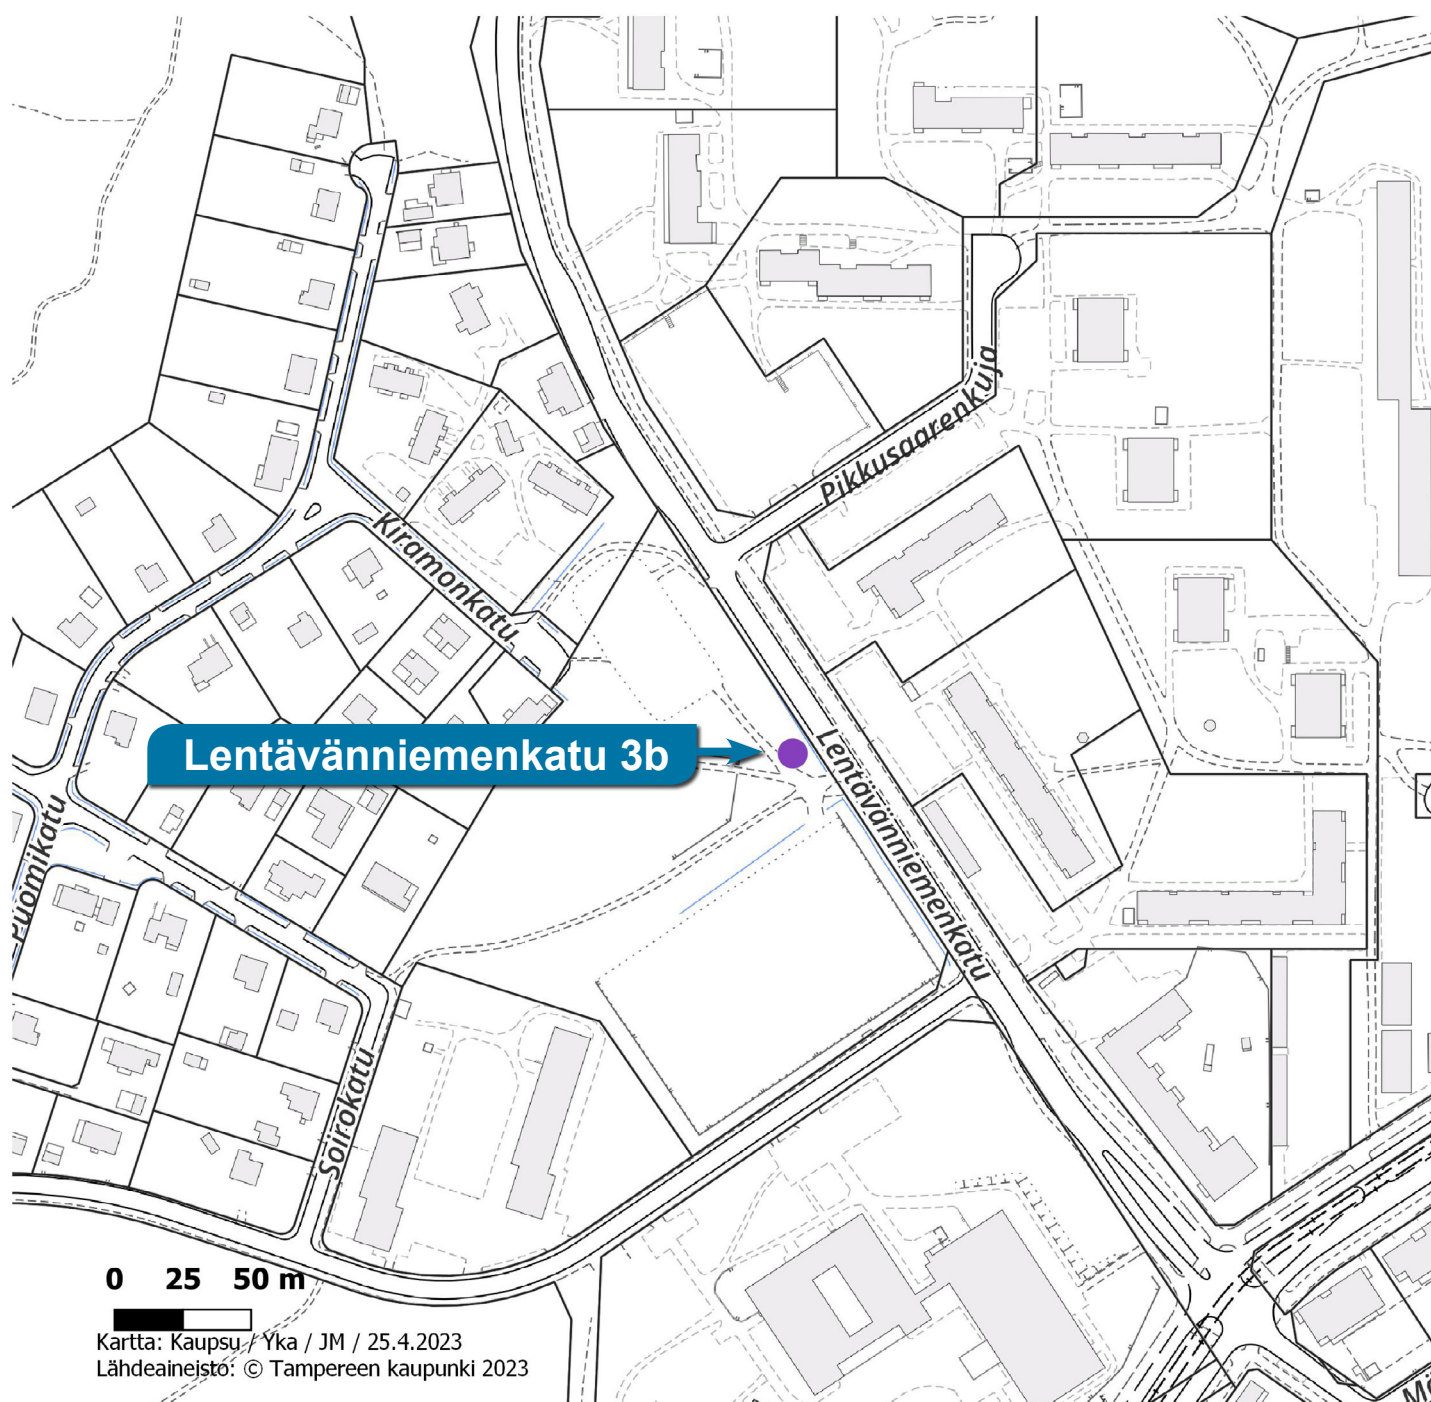 Pikkusaarenkuja
Kiramonkatu
Lentävänniemenkatu 3b
Lentävänniemenkatu
Puomikatu
Soirokatu
0 25 50 m
Kartta: Kaupsu / Yka / JM / 25.4.2023
Lähdeaineisto: © Tampereen kaupunki 2023